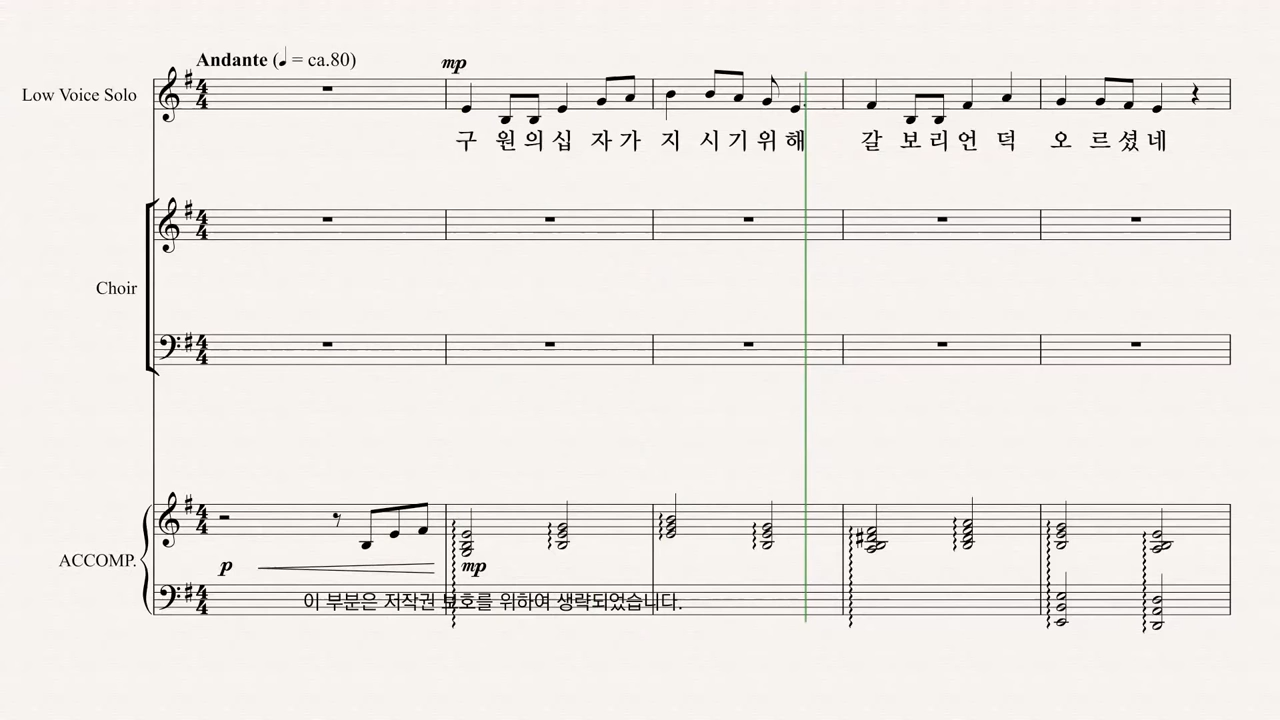 Andante (♩ = ca.80)
mp
Low Voice Solo
구 원의 십 자가 지 시기 위해 갈 보리언 덕 오 르셨네
Choir
ACCOMP.
p
mp
이 부분은 저작권 보호를 위하여 생략되었습니다.